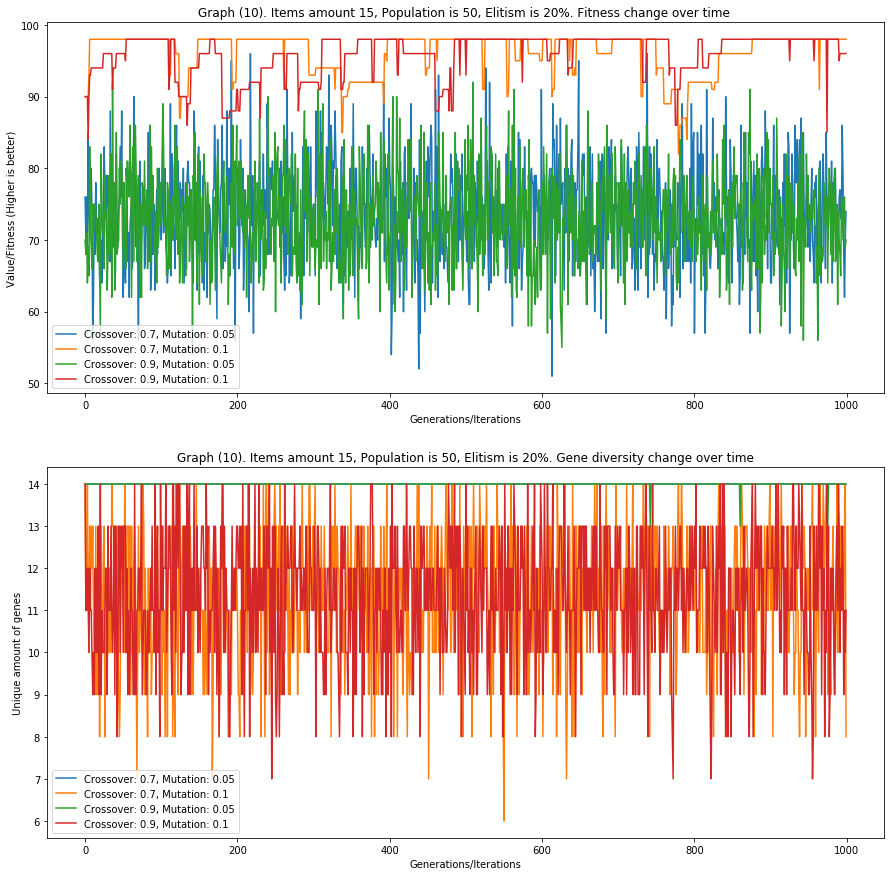 Graph (10). Items amount 15, Population is 50, Elitism is 20%. Fitness change over time
Value/Fitness (Higher is better)
100
90
80
70
60
50
Crossover: 0.7, Mutation: 0.05
Crossover: 0.7, Mutation: 0.1
Crossover: 0.9, Mutation: 0.05
Crossover: 0.9, Mutation: 0.1
0 200 400 600 800 1000
Generations/Iterations
Graph (10). Items amount 15, Population is 50, Elitism is 20%. Gene diversity change over time
Unique amount of genes
14
13
12
11
10
9
8
7
6
Crossover: 0.7, Mutation: 0.05
Crossover: 0.7, Mutation: 0.1
Crossover: 0.9, Mutation: 0.05
Crossover: 0.9, Mutation: 0.1
0 200 400 600 800 1000
Generations/Iterations